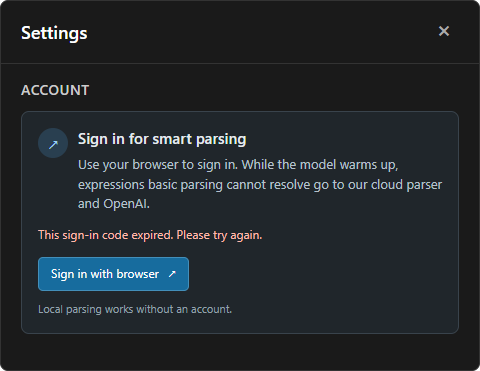 Settings
ACCOUNT
Sign in for smart parsing
Use your browser to sign in. While the model warms up,
expressions basic parsing cannot resolve go to our cloud parser
and OpenAI.
This sign-in code expired. Please try again.
Sign in with browser ↗
Local parsing works without an account.